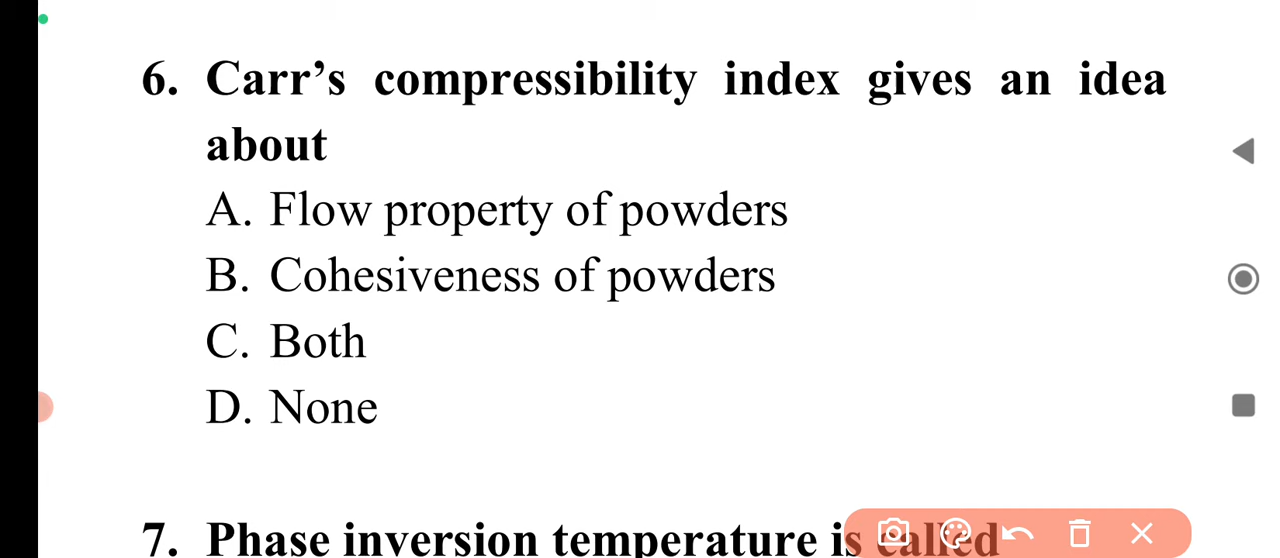 6. Carr’s compressibility index gives an idea
about
A. Flow property of powders
B. Cohesiveness of powders
C. Both
D. None
7. Phase inversion temperature is called